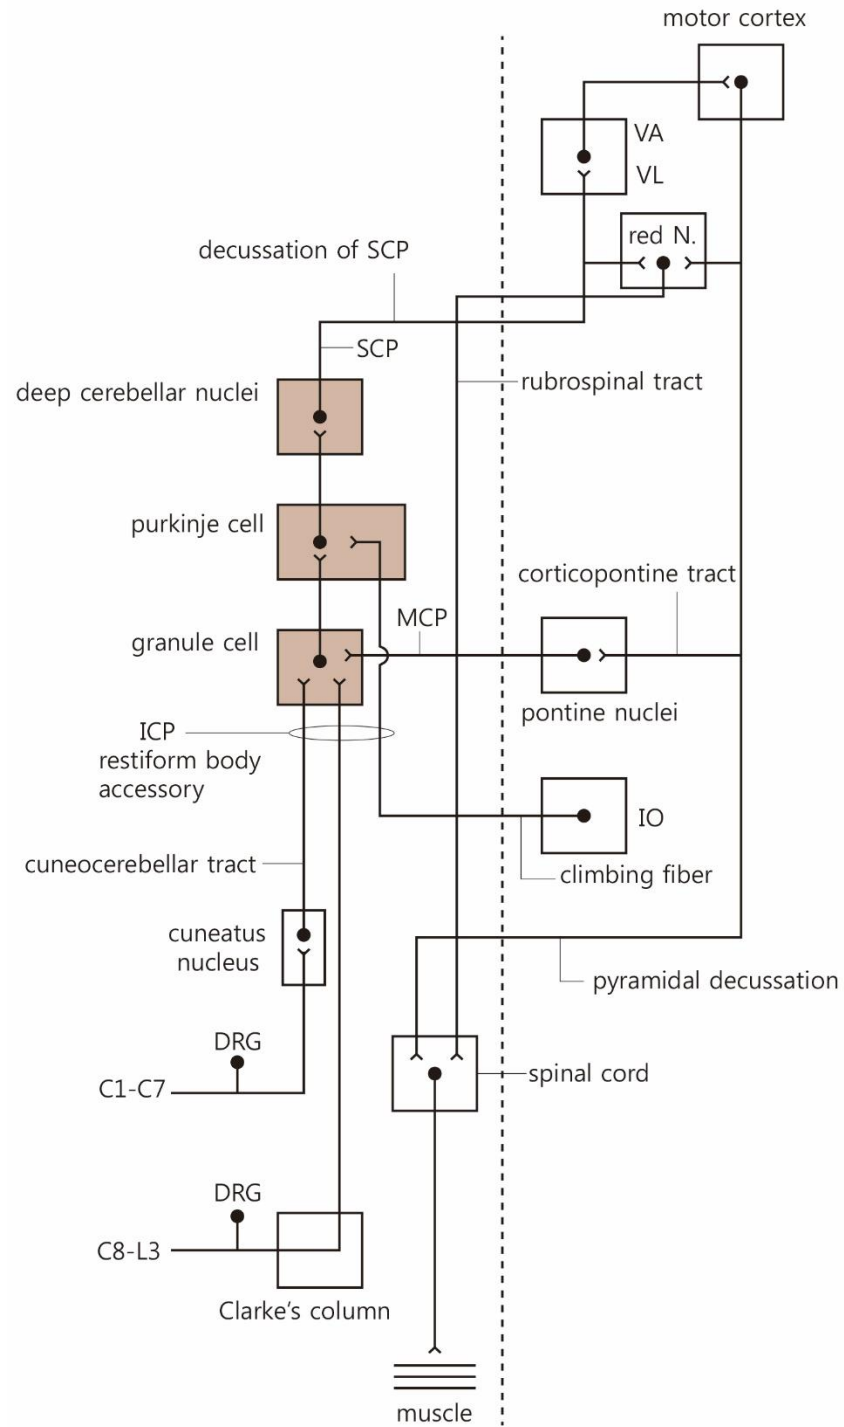 motor cortex
VA
VL
red N.
decussation of SCP
SCP
rubrospinal tract
deep cerebellar nuclei
purkinje cell
corticopontine tract
MCP
granule cell
pontine nuclei
ICP
restiform body
accessory
IO
cuneocerebellar tract
climbing fiber
cuneatus
nucleus
pyramidal decussation
DRG
spinal cord
C1-C7
DRG
C8-L3
Clarke's column
muscle